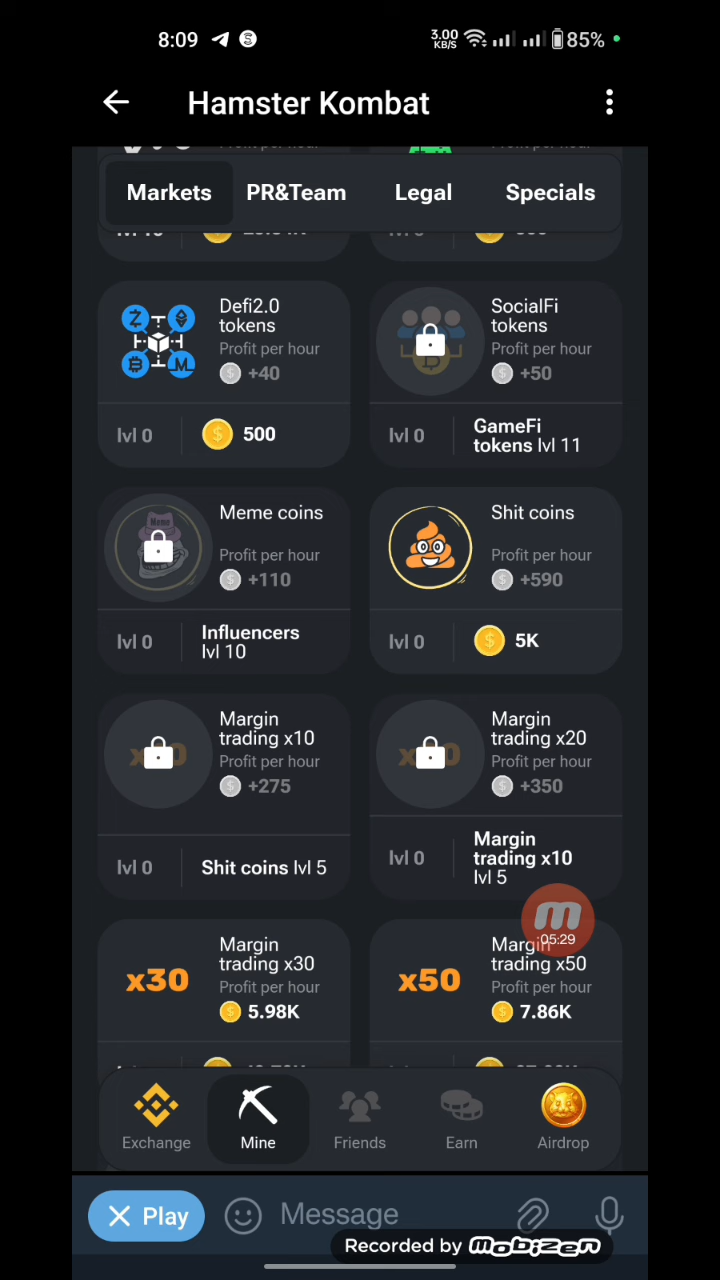 8:09
3.00
KB/S
85%
Hamster Kombat
Markets
PR&Team
Legal
Specials
Defi2.0
tokens
Profit per hour
+40
lvl 0
500
SocialFi
tokens
Profit per hour
+50
lvl 0
GameFi
tokens lvl 11
Meme coins
Profit per hour
+110
lvl 0
Influencers
lvl 10
Shit coins
Profit per hour
+590
lvl 0
5K
Margin
trading x10
Profit per hour
+275
lvl 0
Shit coins lvl 5
Margin
trading x20
Profit per hour
+350
lvl 0
Margin
trading x10
lvl 5
x30
Margin
trading x30
Profit per hour
5.98K
x50
Margin
trading x50
Profit per hour
7.86K
05:29
Exchange
Mine
Friends
Earn
Airdrop
Play
Message
Recorded by mobizen